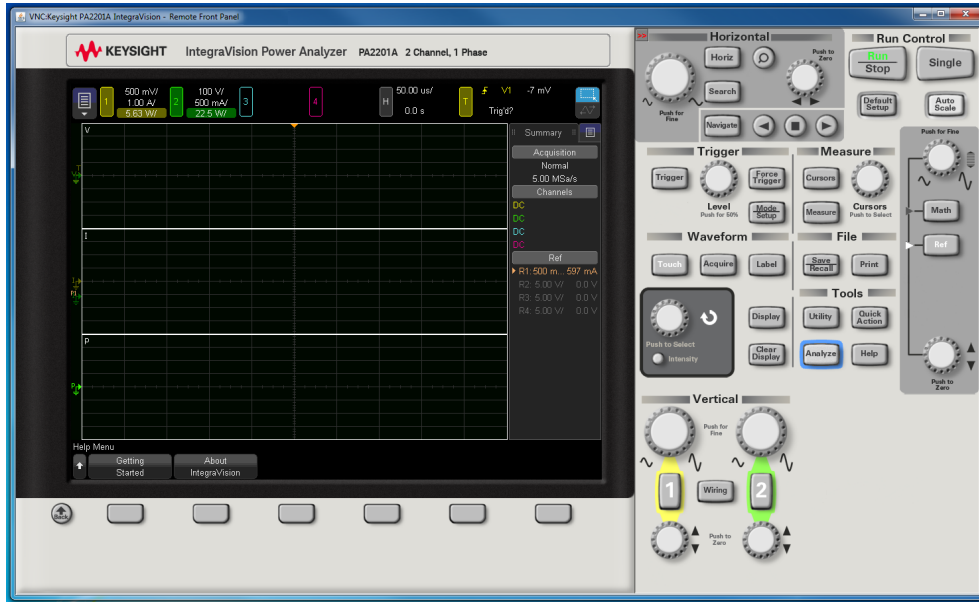 VNC:Keysight PA2201A IntegraVision - Remote Front Panel
KEYSIGHT IntegraVision Power Analyzer PA2201A 2 Channel, 1 Phase
1 500 mV/ 2 100 V/ 3 4 H 50.00 us/ T V1 -7 mV
1.00 A/ 500 mA/ 0.0 s Trig'd?
5.63 W/ 22.5 W/
V
I
P
Summary
Acquisition
Normal
5.00 MSa/s
Channels
DC
DC
DC
DC
Ref
R1: 500 m... 597 mA
R2: 5.00 V/ 0.0 V
R3: 5.00 V/ 0.0 V
R4: 5.00 V/ 0.0 V
Help Menu
Getting Started
About IntegraVision
Back
Horizontal
Push for Fine
Horiz
Search
Navigate
Push to Zero
Run Control
Run
Stop
Single
Default Setup
Auto Scale
Trigger
Trigger
Level
Push for 50%
Force Trigger
Mode
Setup
Measure
Cursors
Measure
Cursors
Push to Select
Push for Fine
Math
Ref
Push to Zero
Waveform
Touch
Acquire
Label
File
Save
Recall
Print
Push to Select
Intensity
Display
Clear Display
Tools
Utility
Quick Action
Analyze
Help
Vertical
Push for Fine
1
Wiring
2
Push to Zero